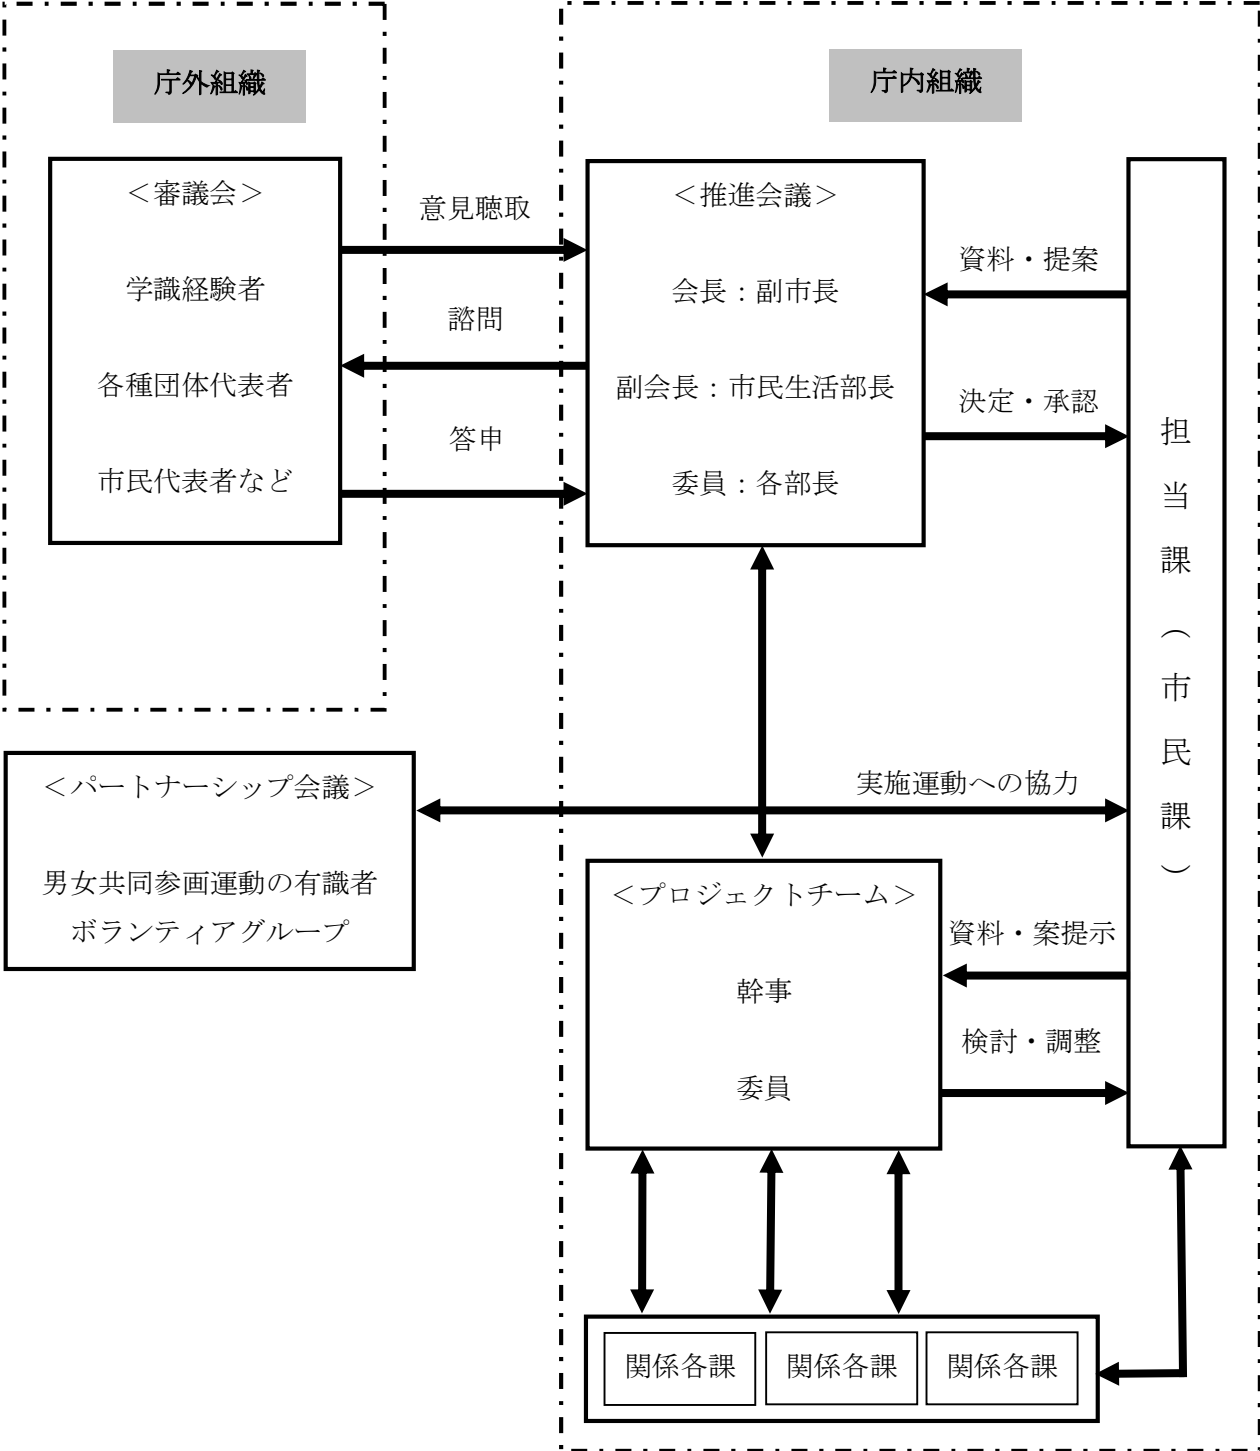 庁外組織
＜審議会＞
学識経験者
各種団体代表者
市民代表者など
意見聴取
諮問
答申
庁内組織
＜推進会議＞
会長：副市長
副会長：市民生活部長
委員：各部長
資料・提案
決定・承認
担当課（市民課）
＜パートナーシップ会議＞
男女共同参画運動の有識者
ボランティアグループ
実施運動への協力
＜プロジェクトチーム＞
幹事
委員
資料・案提示
検討・調整
関係各課
関係各課
関係各課